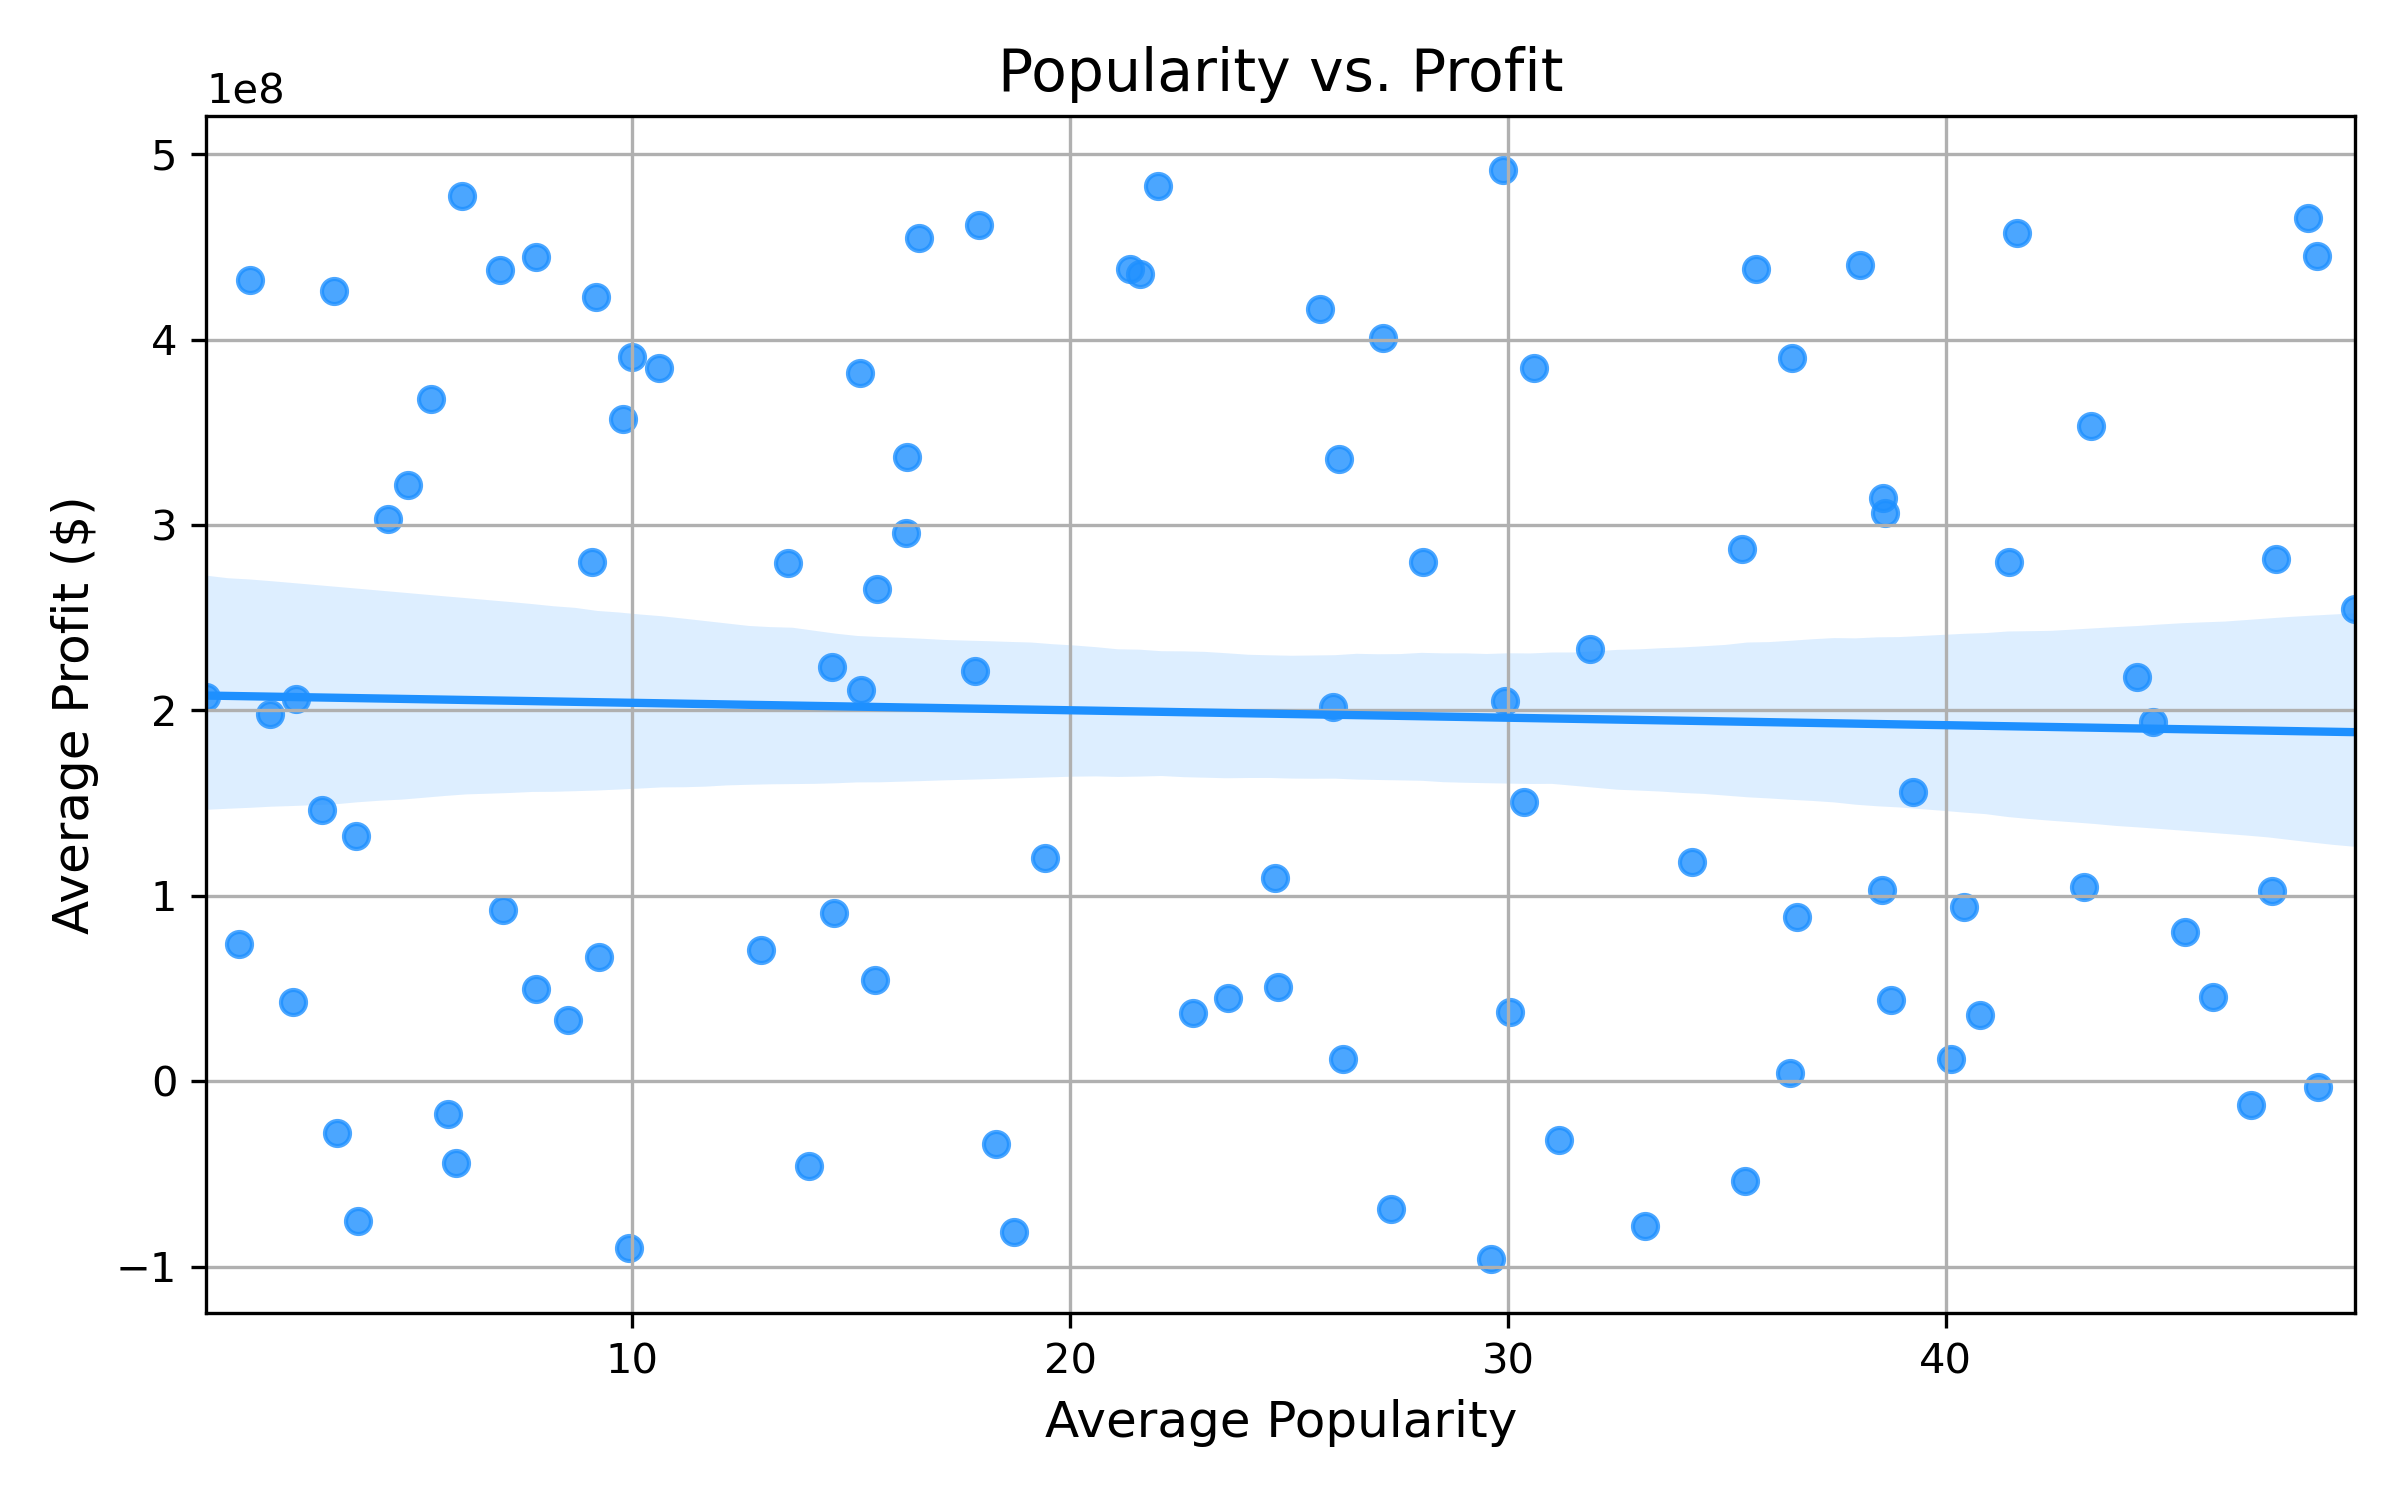 Popularity vs. Profit
1e8
5
4
3
2
1
0
−1
Average Profit ($)
10 20 30 40
Average Popularity